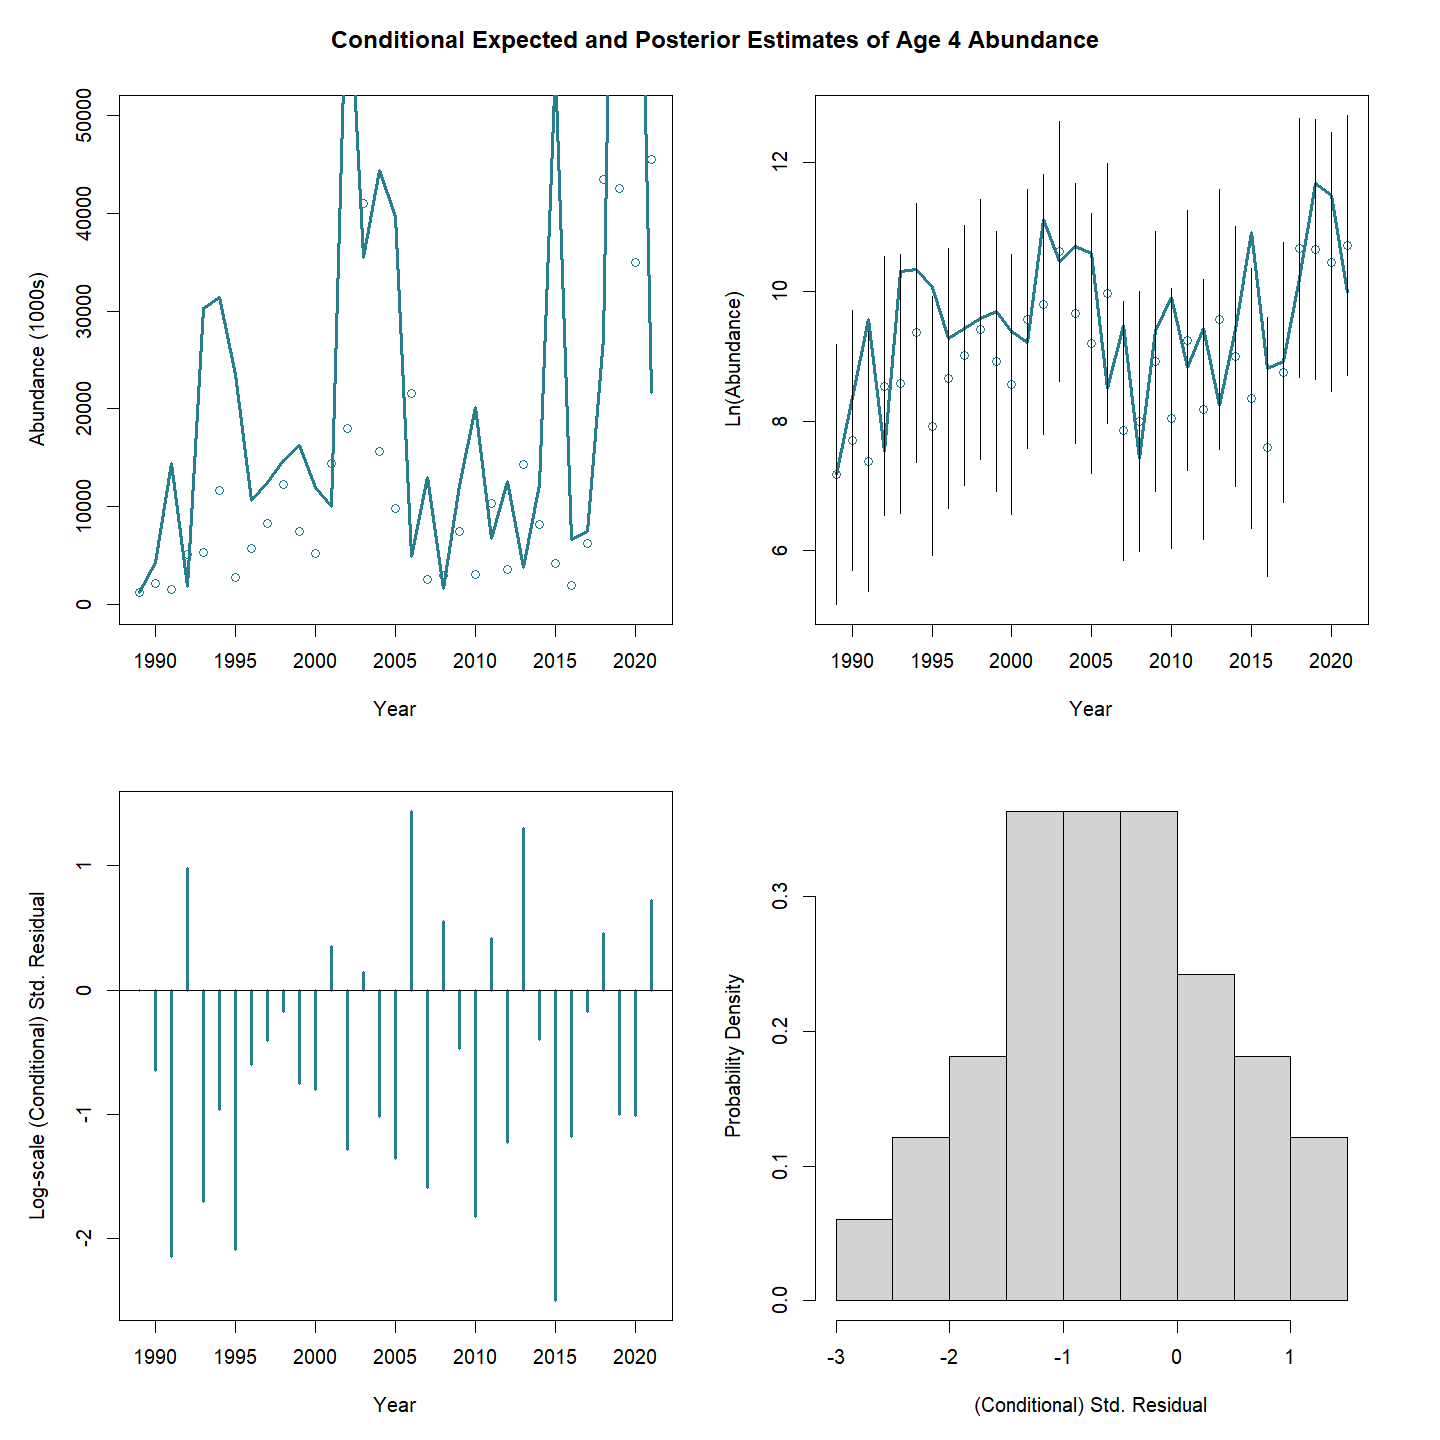 Conditional Expected and Posterior Estimates of Age 4 Abundance
Abundance (1000s)
0 10000 20000 30000 40000 50000
1990 1995 2000 2005 2010 2015 2020
Year
Ln(Abundance)
6 8 10 12
1990 1995 2000 2005 2010 2015 2020
Year
Log-scale (Conditional) Std. Residual
-2 -1 0 1
1990 1995 2000 2005 2010 2015 2020
Year
Probability Density
0.0 0.1 0.2 0.3
-3 -2 -1 0 1
(Conditional) Std. Residual